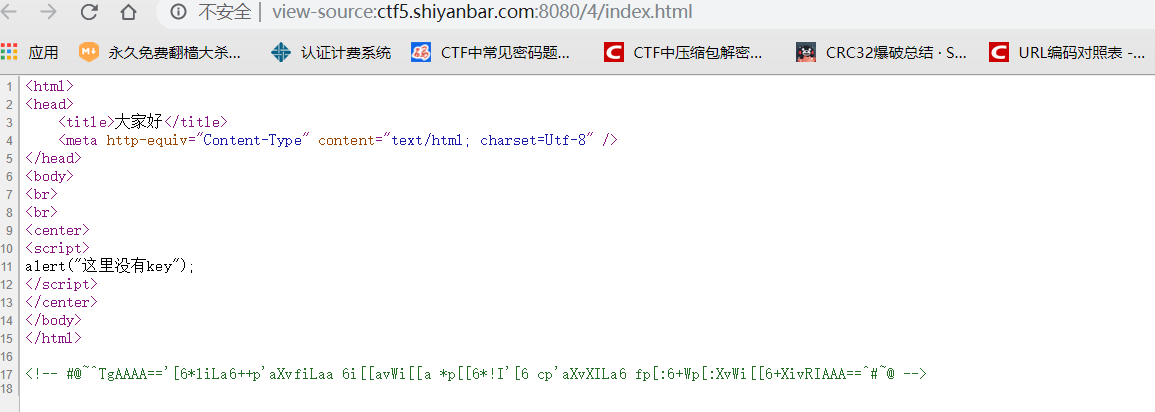 不安全 | view-source:ctf5.shiyanbar.com:8080/4/index.html
应用 永久免费翻樯大杀... 认证计费系统 CTF中常见密码题... CTF中压缩包解密... CRC32爆破总结 · S... URL编码对照表 -...
1 <html>
2 <head>
3 <title>大家好</title>
4 <meta http-equiv="Content-Type" content="text/html; charset=Utf-8" />
5 </head>
6 <body>
7 <br>
8 <br>
9 <center>
10 <script>
11 alert("这里没有key");
12 </script>
13 </center>
14 </body>
15 </html>
16
17 <!-- #@~^TgAAAA=='[6*liLa6++p'aXvfiLaa 6i[[avWi[[a *p[[6*!I'[6 cp'aXvXILa6 fp[:6+Wp[:XvWi[[6+XivRIAAA==^#~@ -->
18